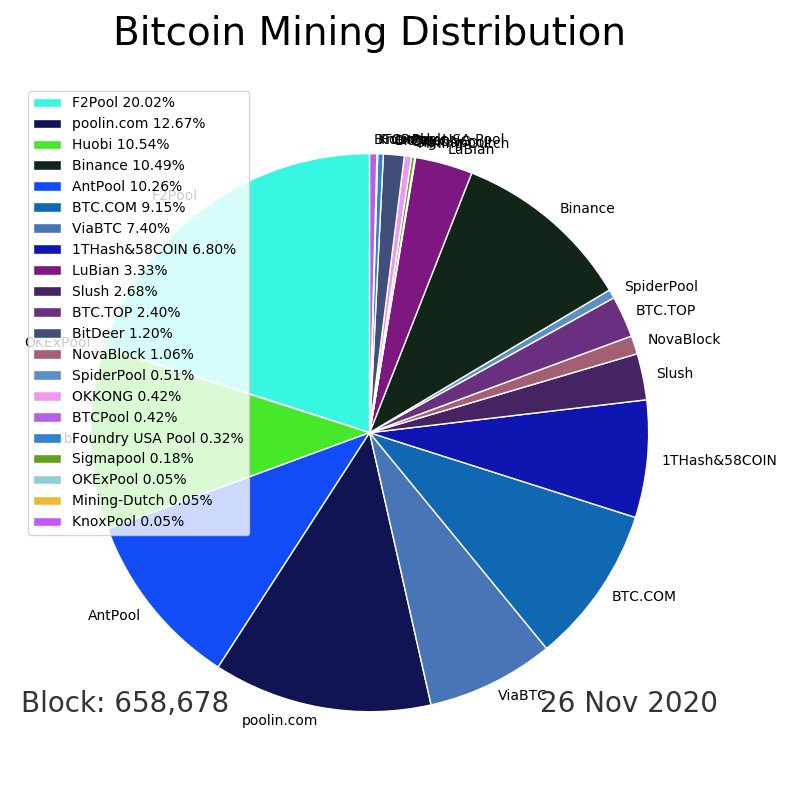 Bitcoin Mining Distribution
F2Pool 20.02%
poolin.com 12.67%
Huobi 10.54%
Binance 10.49%
AntPool 10.26%
BTC.COM 9.15%
ViaBTC 7.40%
1THash&58COIN 6.80%
LuBian 3.33%
Slush 2.68%
BTC.TOP 2.40%
BitDeer 1.20%
NovaBlock 1.06%
SpiderPool 0.51%
OKKONG 0.42%
BTCPool 0.42%
Foundry USA Pool 0.32%
Sigmapool 0.18%
OKExPool 0.05%
Mining-Dutch 0.05%
KnoxPool 0.05%
LuBian
Binance
SpiderPool
BTC.TOP
NovaBlock
Slush
1THash&58COIN
BTC.COM
ViaBTC
poolin.com
AntPool
OKExPool
F2Pool
Block: 658,678
26 Nov 2020